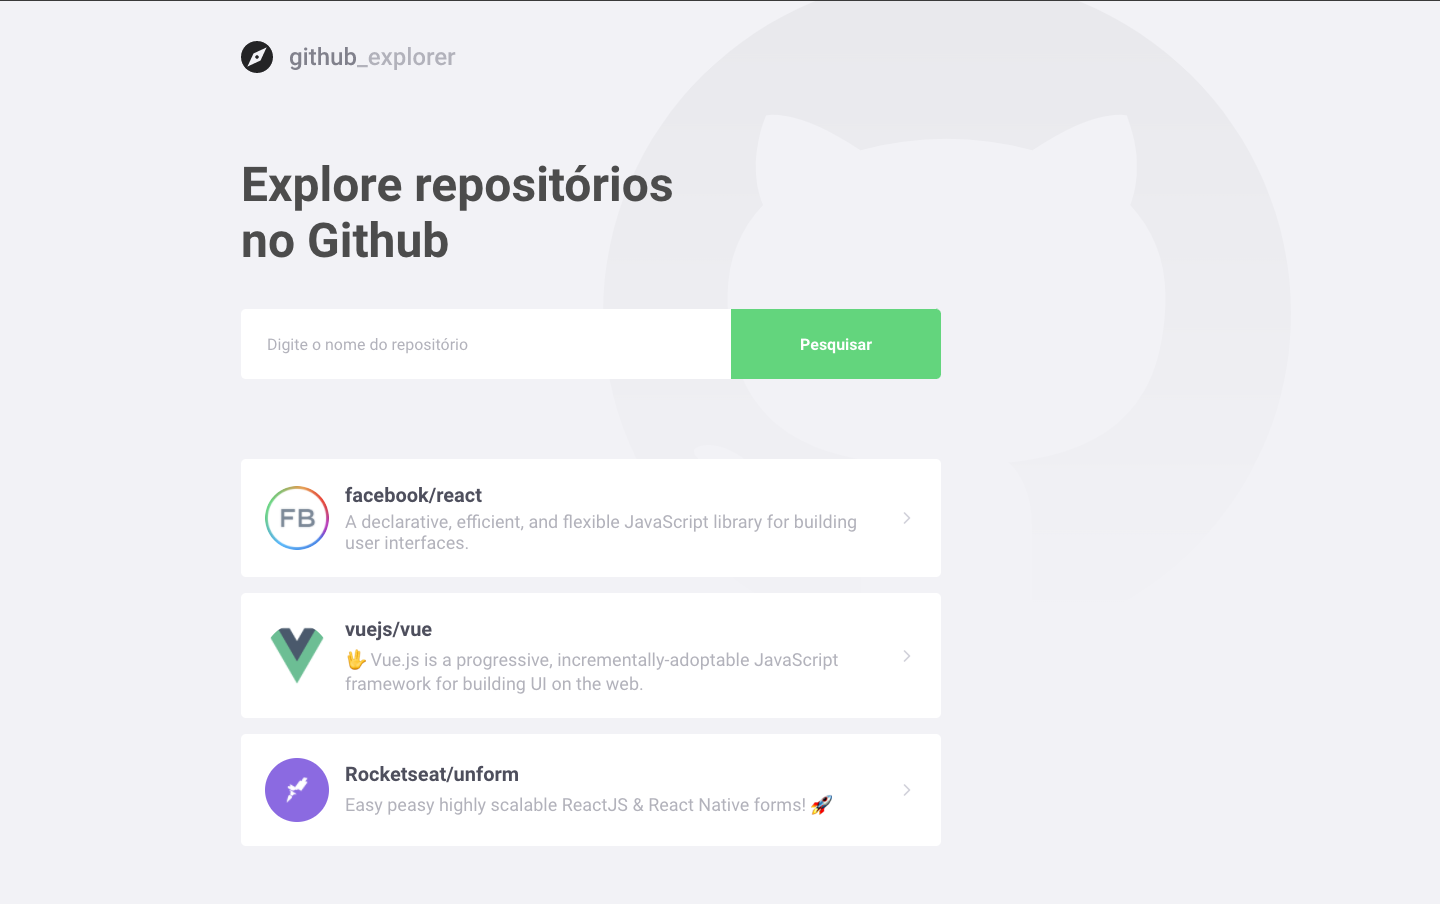 github_explorer
Explore repositórios
no Github
Digite o nome do repositório
Pesquisar
FB
facebook/react
A declarative, efficient, and flexible JavaScript library for building
user interfaces.
vuejs/vue
🖖 Vue.js is a progressive, incrementally-adoptable JavaScript
framework for building UI on the web.
Rocketseat/unform
Easy peasy highly scalable ReactJS & React Native forms! 🚀